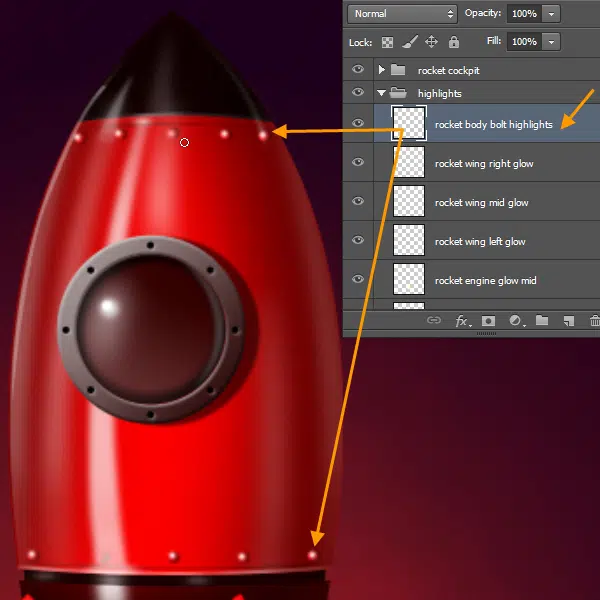 Normal
Opacity: 100%
Lock:
Fill: 100%
rocket cockpit
highlights
rocket body bolt highlights
rocket wing right glow
rocket wing mid glow
rocket wing left glow
rocket engine glow mid
fx